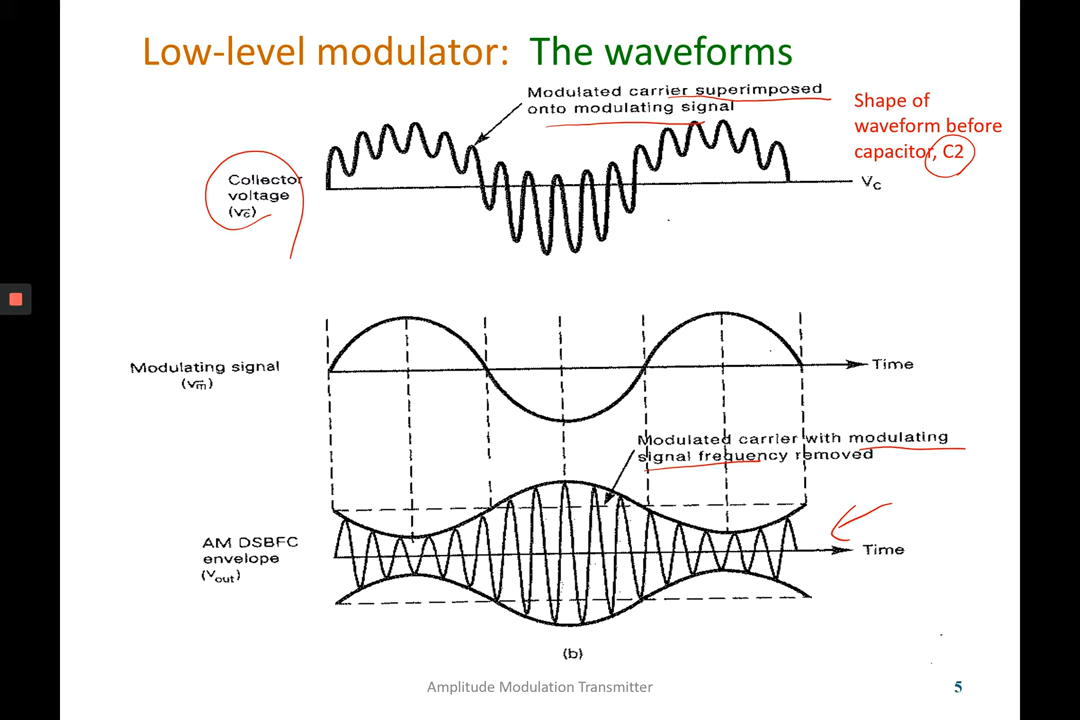 Low-level modulator: The waveforms
Modulated carrier superimposed
onto modulating signal
Shape of
waveform before
capacitor, C2
Collector
voltage
(Vc)
Vc
Modulating signal
(Vm)
Time
Modulated carrier with modulating
signal frequency removed
AM DSBFC
envelope
(Vout)
Time
(b)
Amplitude Modulation Transmitter
5